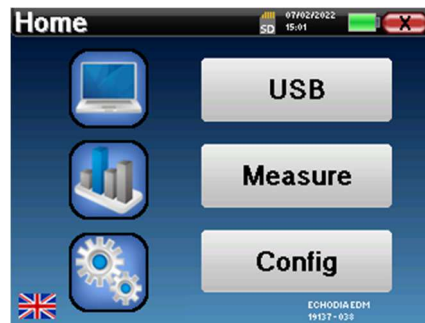 Home
SD
07/02/2022
15:01
X
USB
Measure
Config
ECHODIA EDM
19137-038